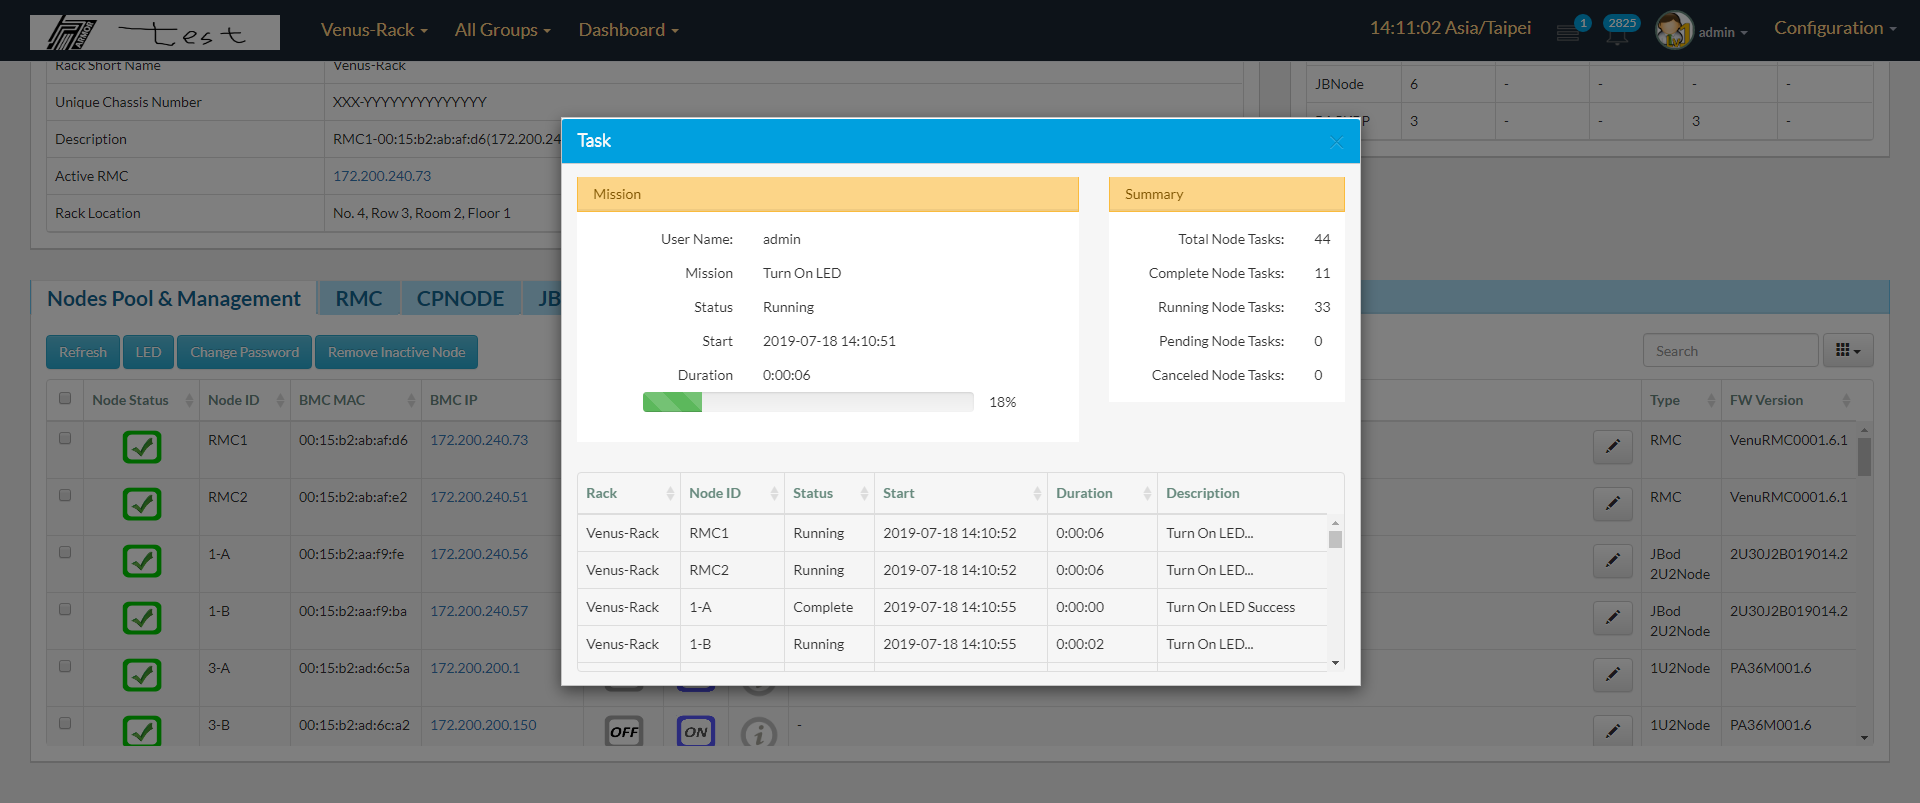 ARMOR test Venus-Rack All Groups Dashboard 14:11:02 Asia/Taipei 1 2825 admin Configuration
Rack Short Name Venus-Rack
Unique Chassis Number XXX-YYYYYYYYYYYYYY
Description RMC1-00:15:b2:ab:af:d6(172.200.24
Active RMC 172.200.240.73
Rack Location No. 4, Row 3, Room 2, Floor 1
JBNode 6 - - - -
3 - - 3 -
Task
Mission
User Name: admin
Mission Turn On LED
Status Running
Start 2019-07-18 14:10:51
Duration 0:00:06
18%
Summary
Total Node Tasks: 44
Complete Node Tasks: 11
Running Node Tasks: 33
Pending Node Tasks: 0
Canceled Node Tasks: 0
Rack Node ID Status Start Duration Description
Venus-Rack RMC1 Running 2019-07-18 14:10:52 0:00:06 Turn On LED...
Venus-Rack RMC2 Running 2019-07-18 14:10:52 0:00:06 Turn On LED...
Venus-Rack 1-A Complete 2019-07-18 14:10:55 0:00:00 Turn On LED Success
Venus-Rack 1-B Running 2019-07-18 14:10:55 0:00:02 Turn On LED...
Nodes Pool & Management RMC CPNODE JB
Refresh LED Change Password Remove Inactive Node Search
Node Status Node ID BMC MAC BMC IP Type FW Version
RMC1 00:15:b2:ab:af:d6 172.200.240.73 RMC VenuRMC0001.6.1
RMC2 00:15:b2:ab:af:e2 172.200.240.51 RMC VenuRMC0001.6.1
1-A 00:15:b2:aa:f9:fe 172.200.240.56 JBod 2U30J2B019014.2
2U2Node
1-B 00:15:b2:aa:f9:ba 172.200.240.57 JBod 2U30J2B019014.2
2U2Node
3-A 00:15:b2:ad:6c:5a 172.200.200.1 1U2Node PA36M001.6
3-B 00:15:b2:ad:6c:a2 172.200.200.150 OFF ON - 1U2Node PA36M001.6